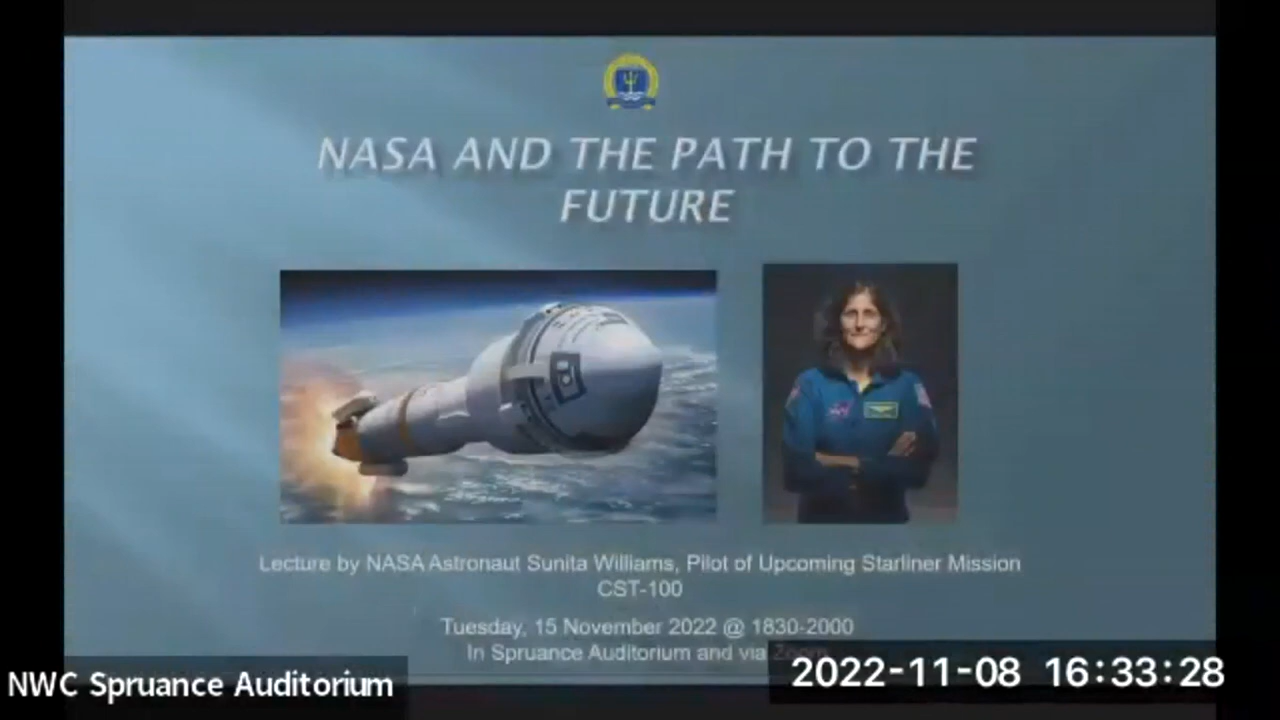 NASA AND THE PATH TO THE
FUTURE
Lecture by NASA Astronaut Sunita Williams, Pilot of Upcoming Starliner Mission
CST-100
Tuesday, 15 November 2022 @ 1830-2000
In Spruance Auditorium and via Zoom
NWC Spruance Auditorium
2022-11-08 16:33:28